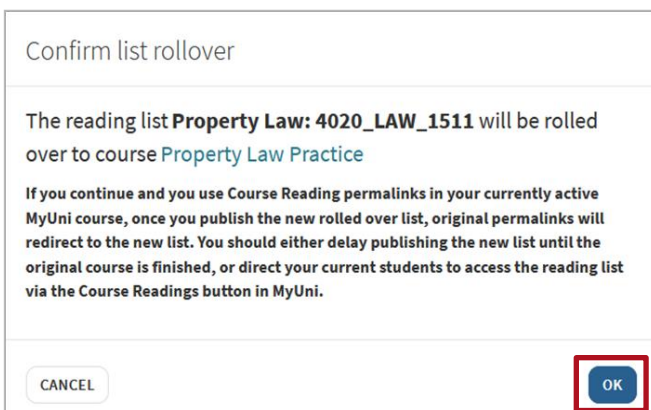 Confirm list rollover
The reading list Property Law: 4020_LAW_1511 will be rolled
over to course Property Law Practice
If you continue and you use Course Reading permalinks in your currently active
MyUni course, once you publish the new rolled over list, original permalinks will
redirect to the new list. You should either delay publishing the new list until the
original course is finished, or direct your current students to access the reading list
via the Course Readings button in MyUni.
CANCEL OK